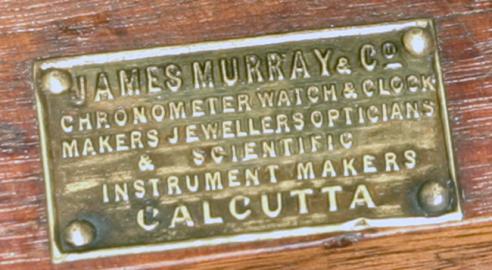 JAMES MURRAY & Co
CHRONOMETER WATCH & CLOCK
MAKERS JEWELLERS OPTICIANS
& SCIENTIFIC
INSTRUMENT MAKERS
CALCUTTA